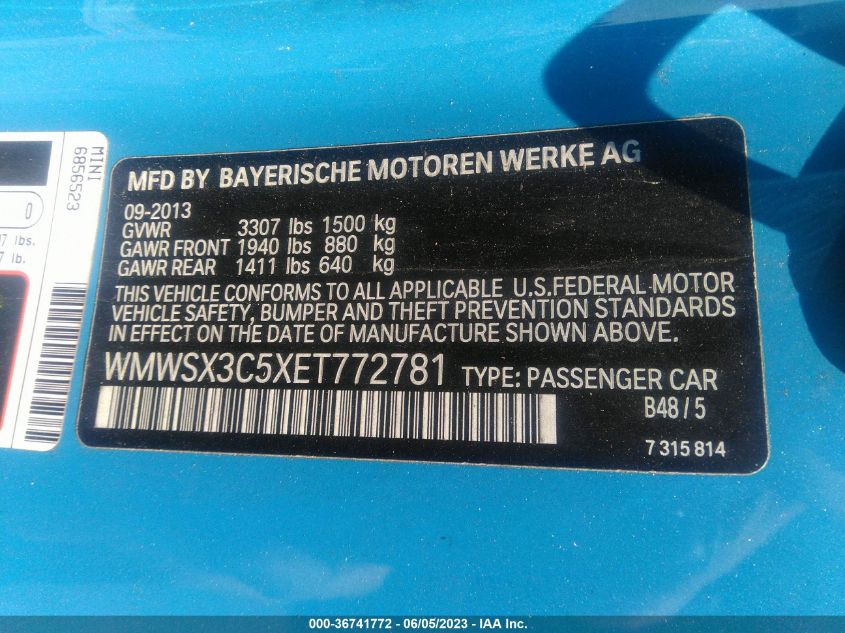 MINI
6856523
0
lbs.
lb.
MFD BY BAYERISCHE MOTOREN WERKE AG
09-2013
GVWR 3307 lbs 1500 kg
GAWR FRONT 1940 lbs 880 kg
GAWR REAR 1411 lbs 640 kg
THIS VEHICLE CONFORMS TO ALL APPLICABLE U.S.FEDERAL MOTOR
VEHICLE SAFETY, BUMPER AND THEFT PREVENTION STANDARDS
IN EFFECT ON THE DATE OF MANUFACTURE SHOWN ABOVE.
WMWSX3C5XET772781 TYPE: PASSENGER CAR
B48/5
7 315 814
000-36741772 - 06/05/2023 - IAA Inc.